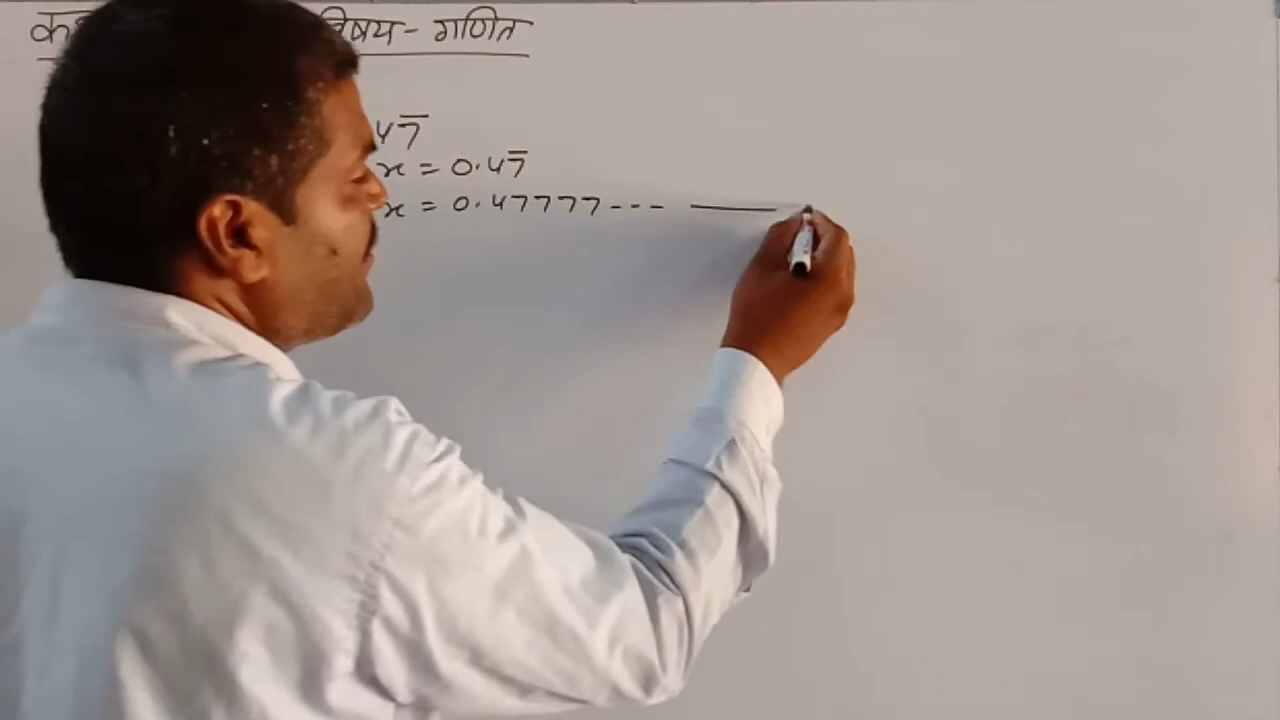 विषय - गणित
47̅
x = 0.47̅
x = 0.47777---